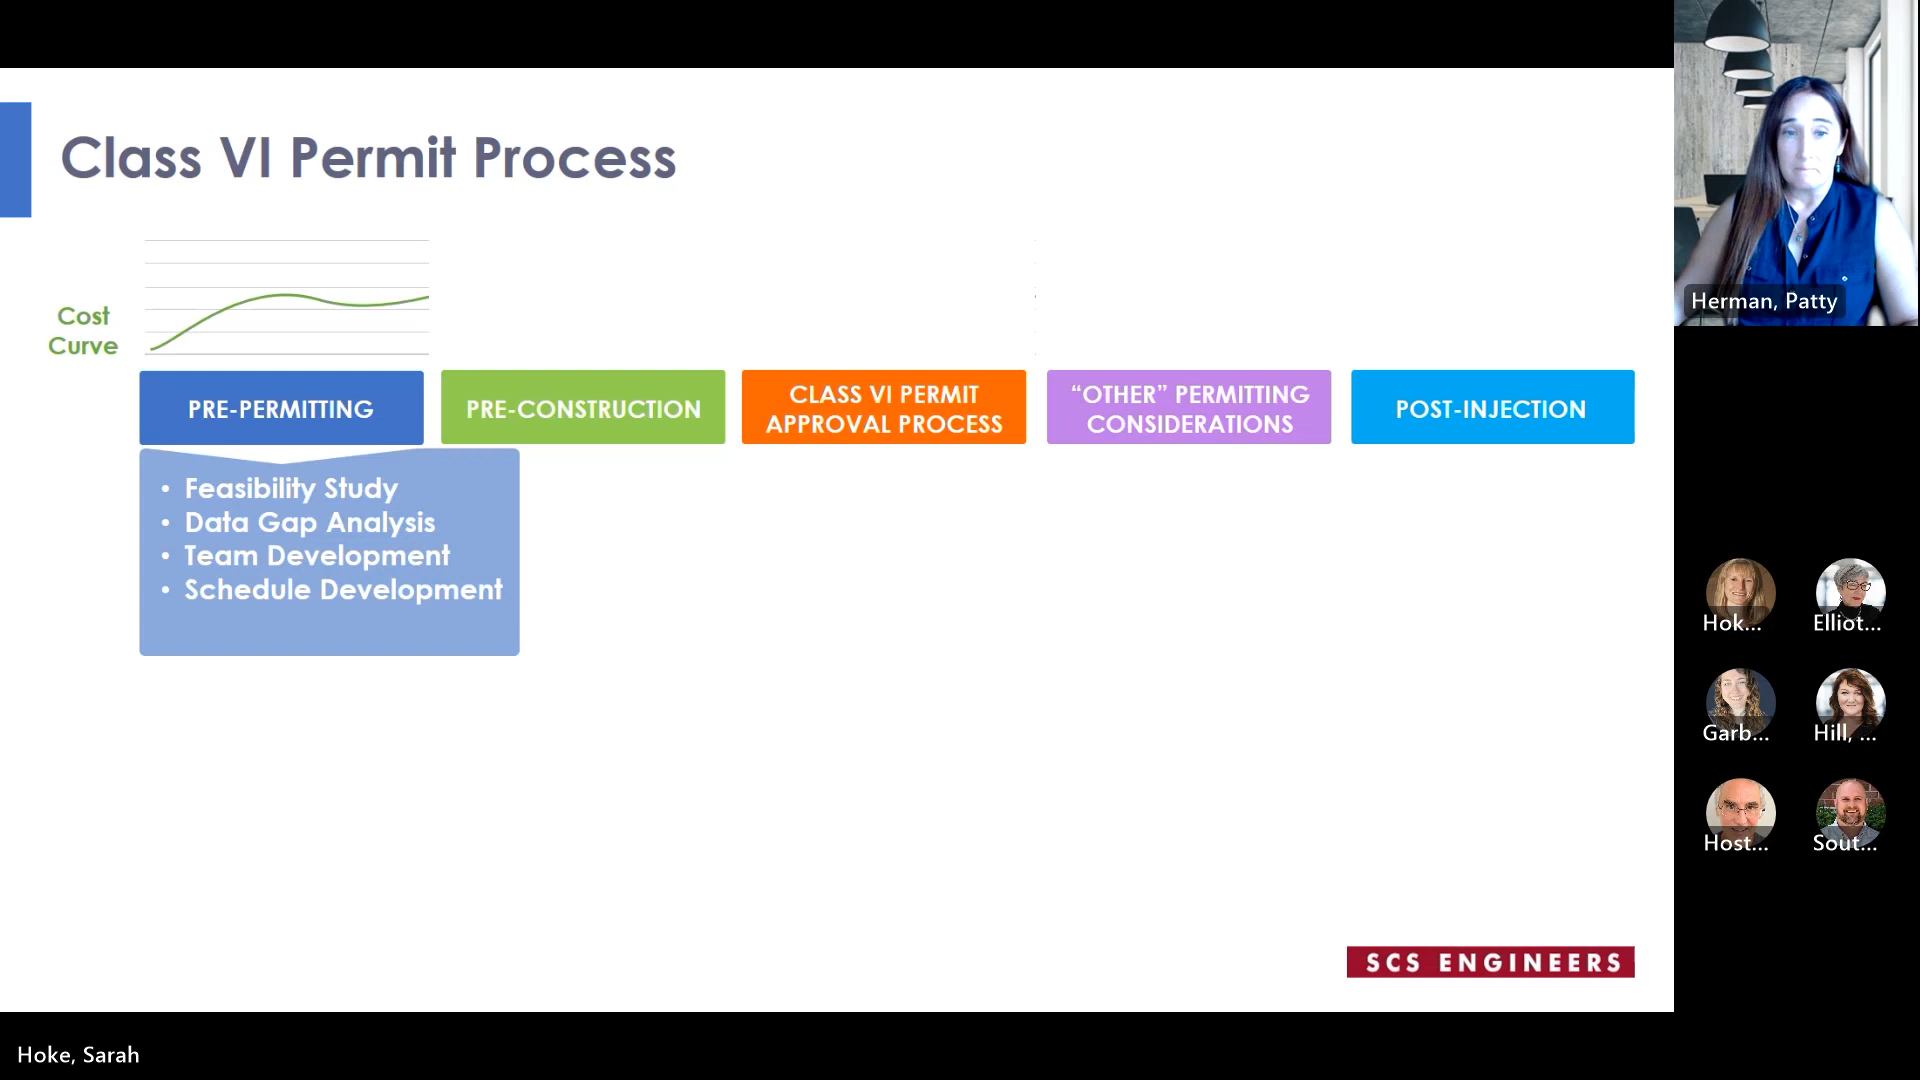 Class VI Permit Process
Cost
Curve
PRE-PERMITTING
PRE-CONSTRUCTION
CLASS VI PERMIT
APPROVAL PROCESS
“OTHER” PERMITTING
CONSIDERATIONS
POST-INJECTION
• Feasibility Study
• Data Gap Analysis
• Team Development
• Schedule Development
SCS ENGINEERS
Herman, Patty
Hok...
Elliot...
Garb...
Hill, ...
Host...
Sout...
Hoke, Sarah